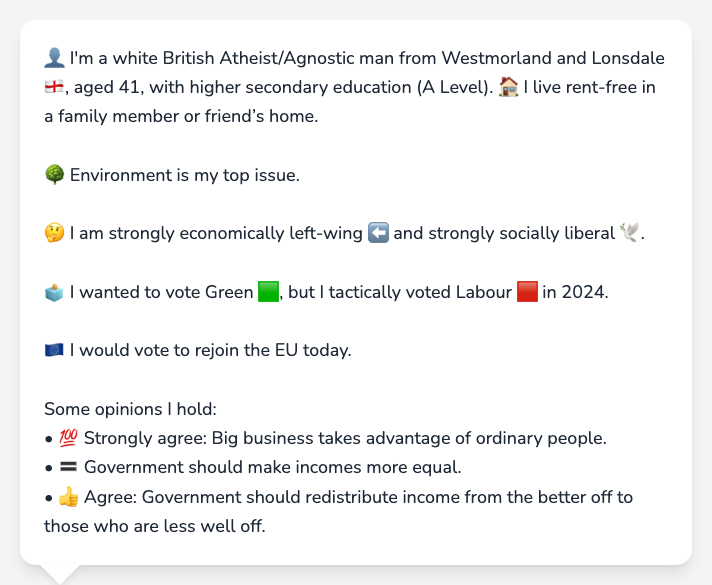 👤 I'm a white British Atheist/Agnostic man from Westmorland and Lonsdale
🏴󠁧󠁢󠁥󠁮󠁧󠁿, aged 41, with higher secondary education (A Level). 🏠 I live rent-free in
a family member or friend’s home.
🌳 Environment is my top issue.
🤔 I am strongly economically left-wing ⬅️ and strongly socially liberal 🕊️.
🗳️ I wanted to vote Green 🟩, but I tactically voted Labour 🟥 in 2024.
🇪🇺 I would vote to rejoin the EU today.
Some opinions I hold:
• 💯 Strongly agree: Big business takes advantage of ordinary people.
• 🟰 Government should make incomes more equal.
• 👍 Agree: Government should redistribute income from the better off to
those who are less well off.